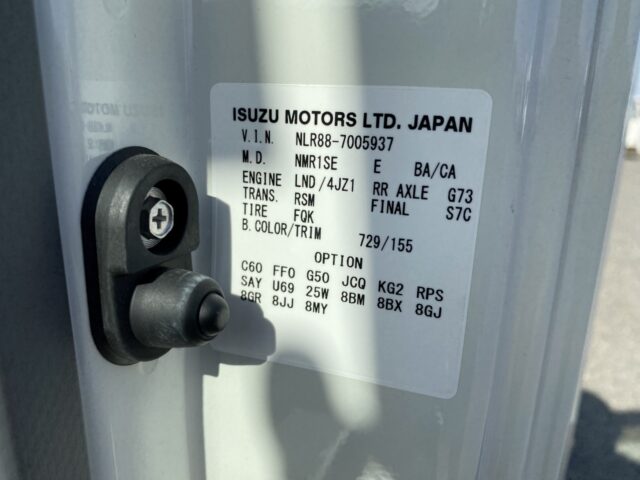 ISUZU MOTORS LTD. JAPAN
V.I.N. NLR88-7005937
M.D. NMR1SE E BA/CA
ENGINE LND/4JZ1 RR AXLE G73
TRANS. RSM FINAL S7C
TIRE FQK
B.COLOR/TRIM 729/155
OPTION
C60 FF0 G50 JCQ KG2 RPS
SAY U69 25W 8BM 8BX 8GJ
8GR 8JJ 8MY